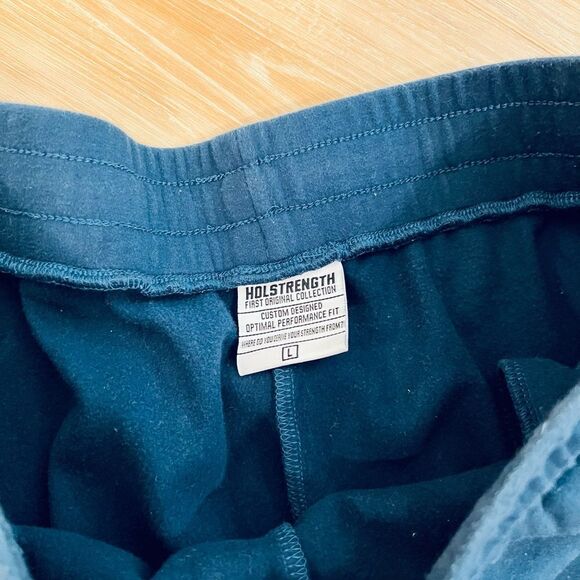 HOLSTRENGTH
FIRST ORIGINAL COLLECTION
CUSTOM DESIGNED
OPTIMAL PERFORMANCE FIT
WHERE DO YOU DERIVE YOUR STRENGTH FROM?
L